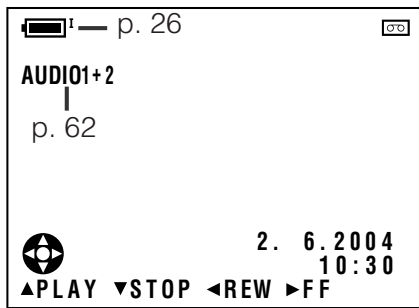 I p. 26
AUDIO1+2
p. 62
2. 6.2004
10:30
▲PLAY ▼STOP ◄REW ►FF